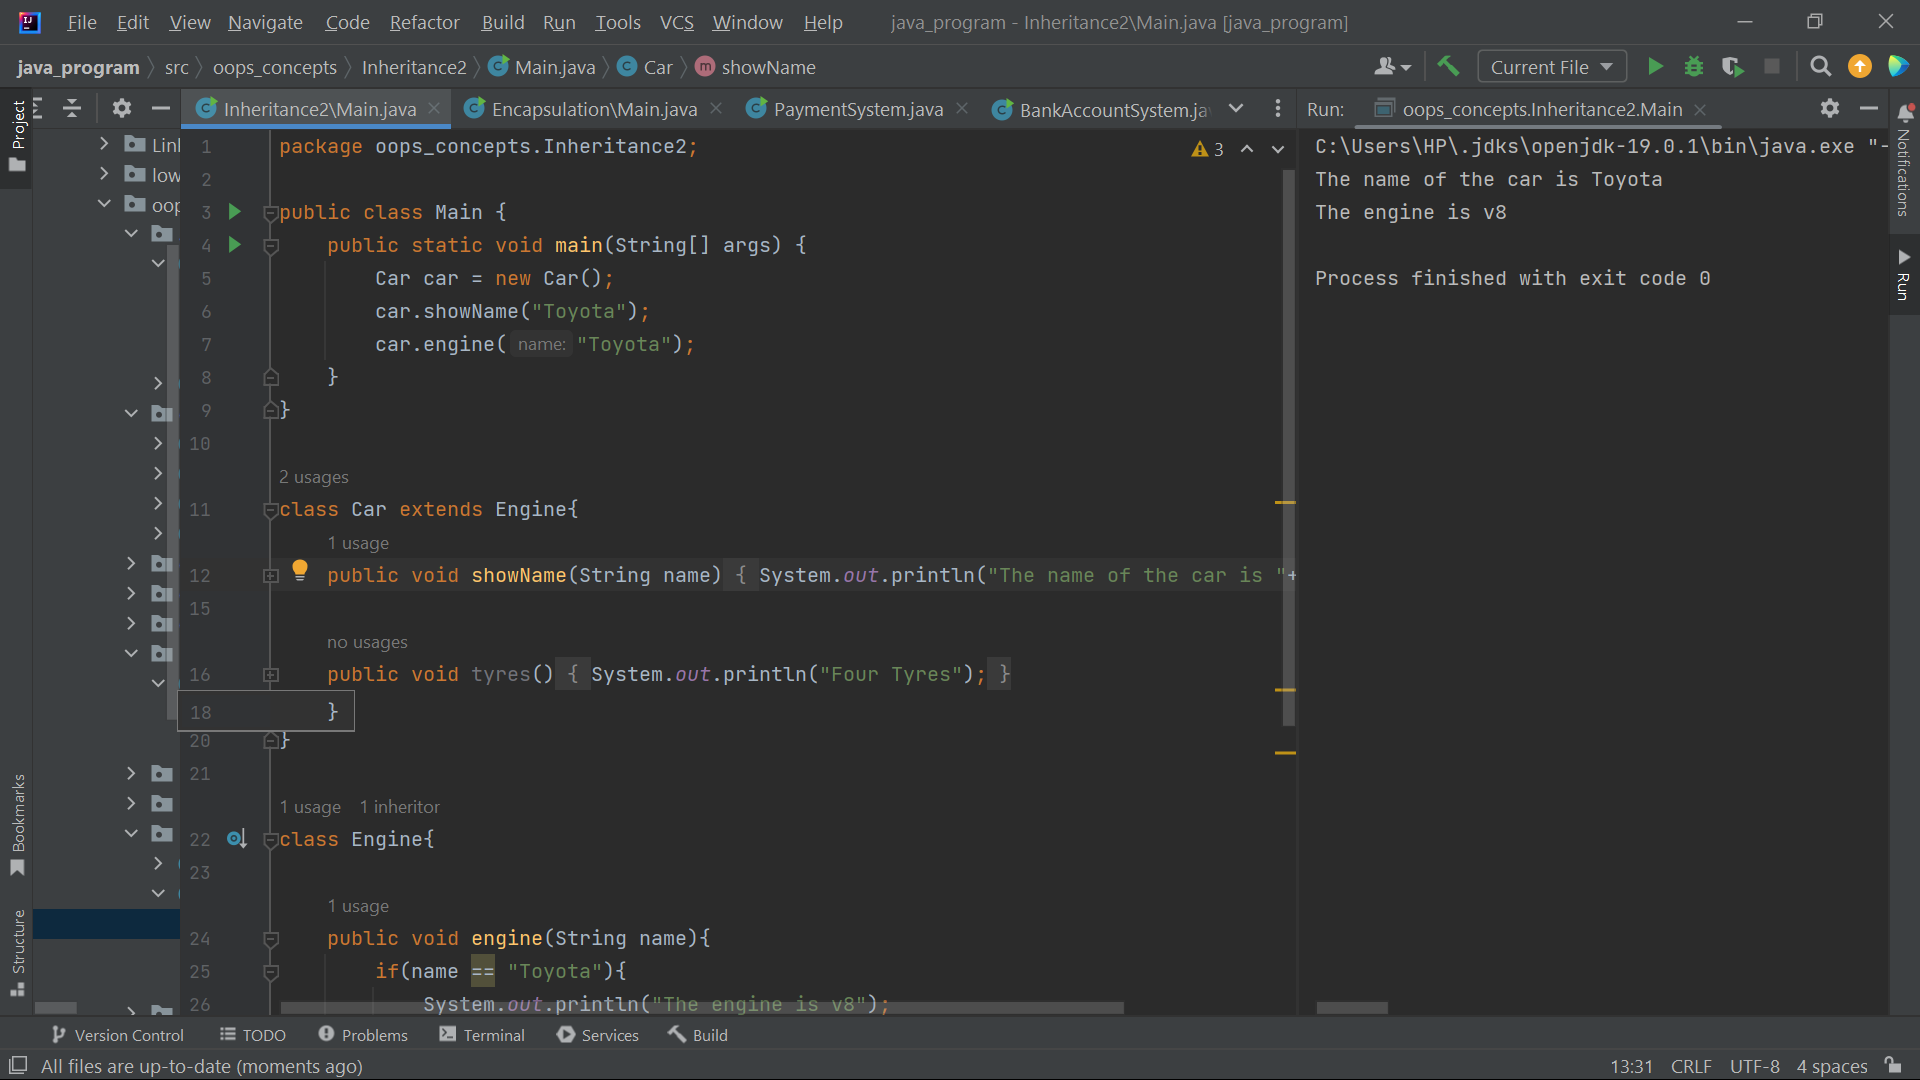 File Edit View Navigate Code Refactor Build Run Tools VCS Window Help java_program - Inheritance2\Main.java [java_program]
java_program src oops_concepts Inheritance2 Main.java Car showName Current File
Project
Inheritance2\Main.java Encapsulation\Main.java PaymentSystem.java BankAccountSystem.ja Run: oops_concepts.Inheritance2.Main
Lin
low
oop
1 package oops_concepts.Inheritance2;
2
3 public class Main {
4 public static void main(String[] args) {
5 Car car = new Car();
6 car.showName("Toyota");
7 car.engine( name: "Toyota");
8 }
9 }
10
2 usages
11 class Car extends Engine{
1 usage
12 public void showName(String name) { System.out.println("The name of the car is "+
15
no usages
16 public void tyres() { System.out.println("Four Tyres"); }
18 }
20 }
21
1 usage 1 inheritor
22 class Engine{
23
1 usage
24 public void engine(String name){
25 if(name == "Toyota"){
26 System.out.println("The engine is v8");
3
C:\Users\HP\.jdks\openjdk-19.0.1\bin\java.exe "-
The name of the car is Toyota
The engine is v8
Process finished with exit code 0
Notifications
Run
Bookmarks
Structure
Version Control TODO Problems Terminal Services Build
All files are up-to-date (moments ago) 13:31 CRLF UTF-8 4 spaces